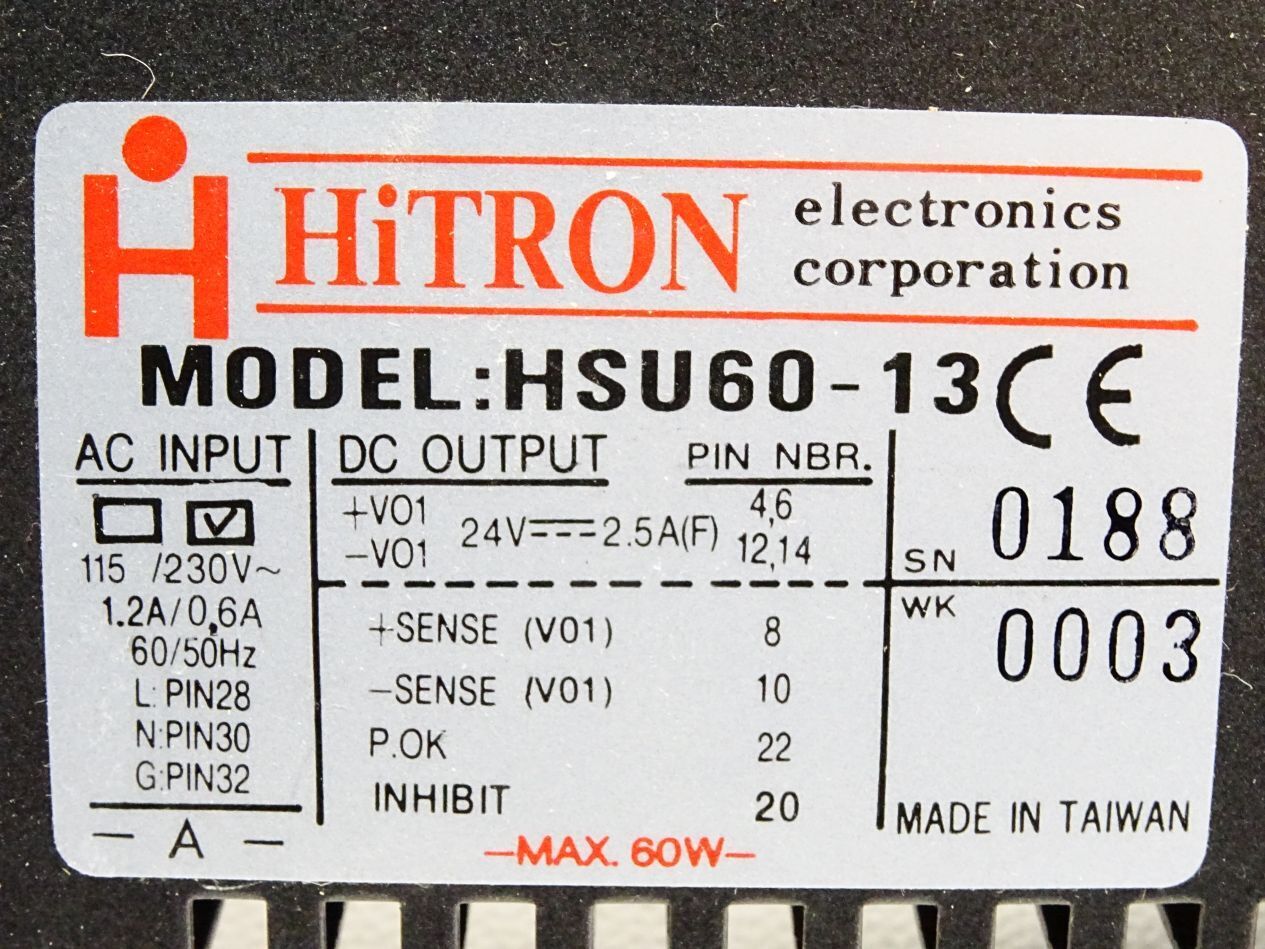 HiTRON electronics corporation
MODEL:HSU60-13 CE
AC INPUT
115 /230V~
1.2A/0,6A
60/50Hz
L:PIN28
N:PIN30
G:PIN32
– A –
DC OUTPUT PIN NBR.
+V01 24V⎓2.5A(F) 4,6
-V01 12,14
+SENSE (V01) 8
-SENSE (V01) 10
P.OK 22
INHIBIT 20
–MAX. 60W–
SN 0188
WK 0003
MADE IN TAIWAN